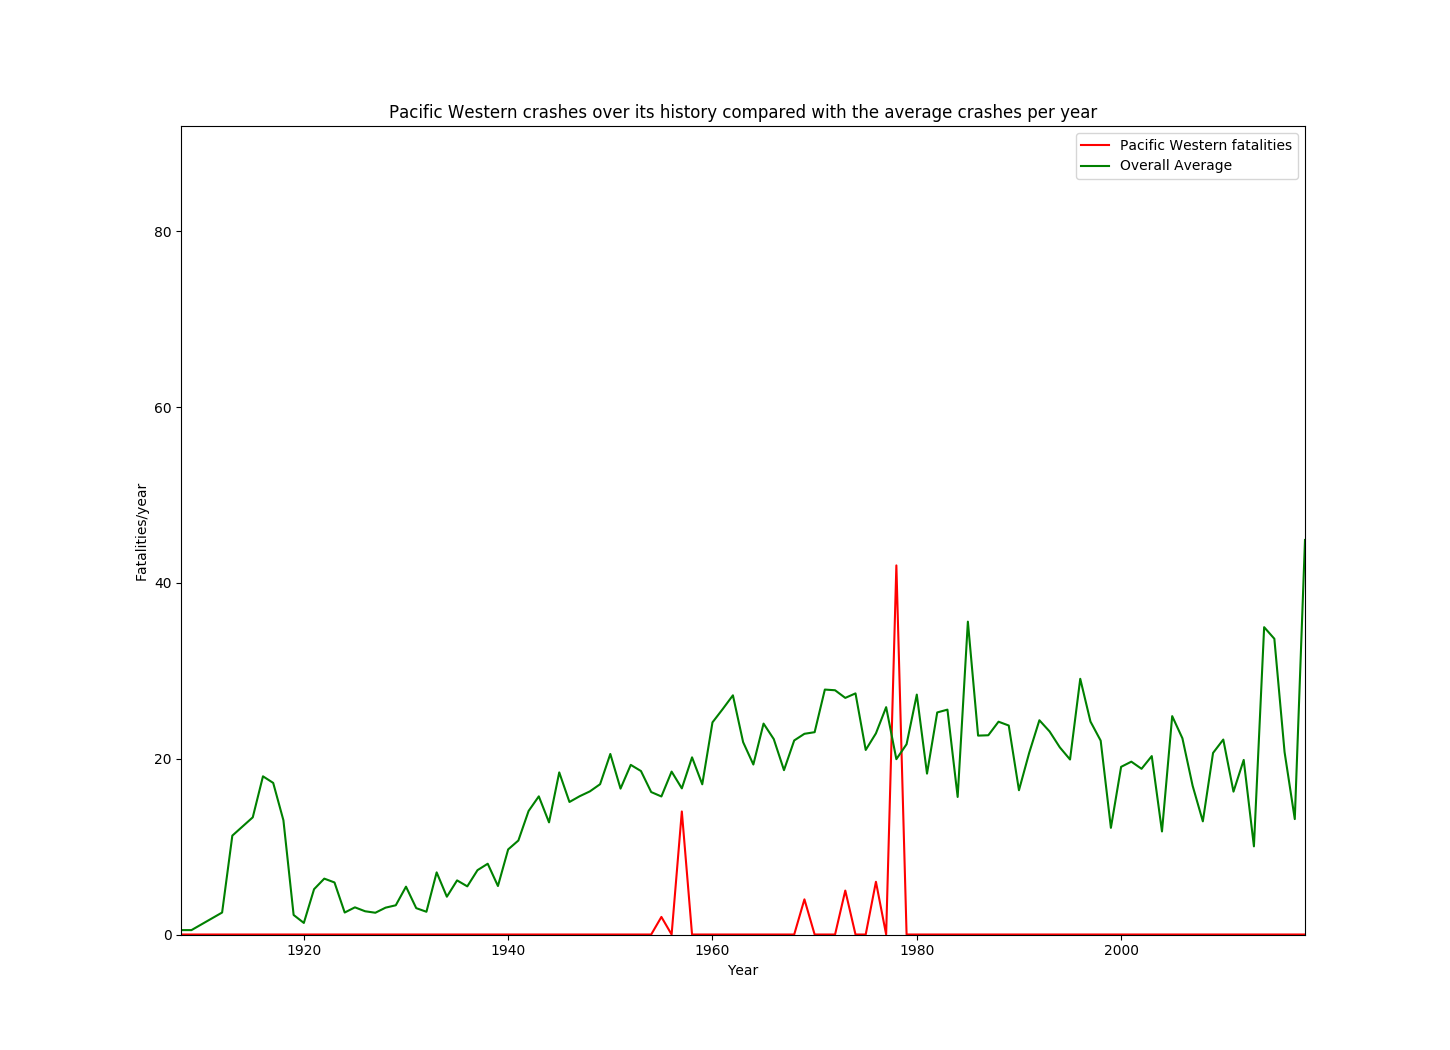 Pacific Western crashes over its history compared with the average crashes per year
Pacific Western fatalities
Overall Average
80
60
40
20
0
Fatalities/year
1920 1940 1960 1980 2000
Year